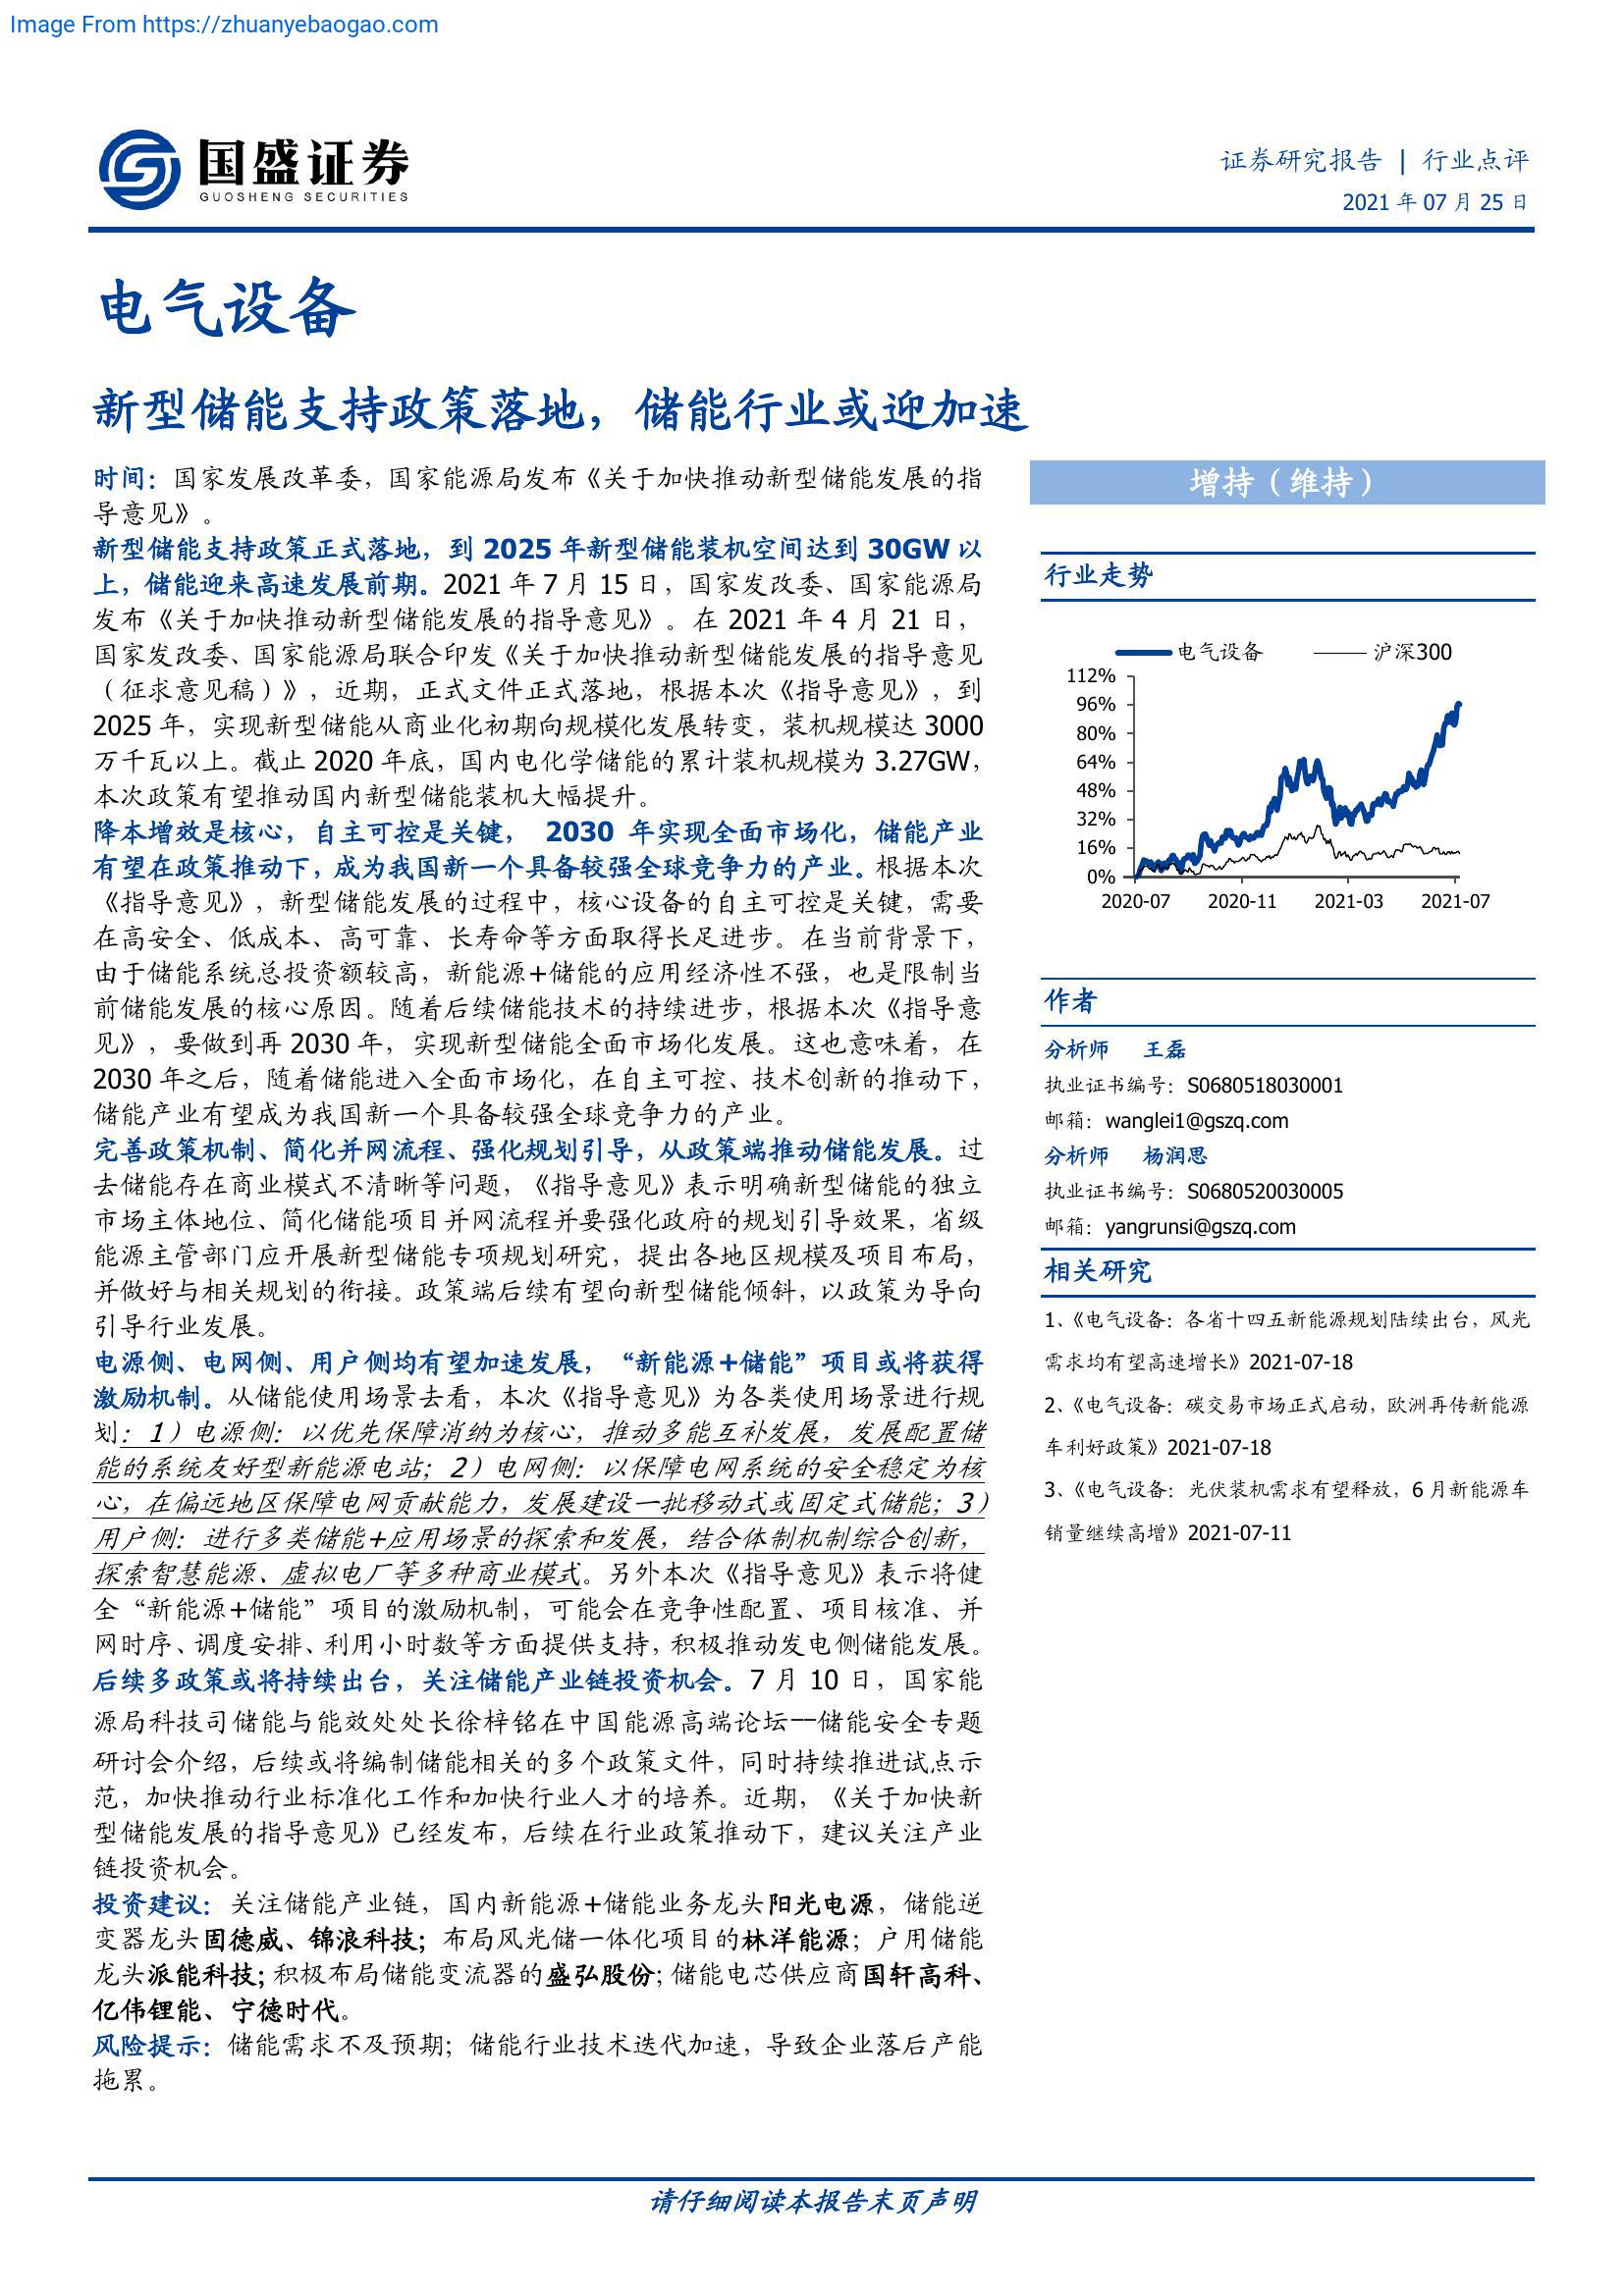 Image From https://zhuanyebaogao.com
国盛证券
GUOSHENG SECURITIES
证券研究报告 | 行业点评
2021 年 07 月 25 日
电气设备
新型储能支持政策落地，储能行业或迎加速
时间：国家发展改革委，国家能源局发布《关于加快推动新型储能发展的指
导意见》。
新型储能支持政策正式落地，到 2025 年新型储能装机空间达到 30GW 以
上，储能迎来高速发展前期。2021 年 7 月 15 日，国家发改委、国家能源局
发布《关于加快推动新型储能发展的指导意见》。在 2021 年 4 月 21 日，
国家发改委、国家能源局联合印发《关于加快推动新型储能发展的指导意见
（征求意见稿）》，近期，正式文件正式落地，根据本次《指导意见》，到
2025 年，实现新型储能从商业化初期向规模化发展转变，装机规模达 3000
万千瓦以上。截止 2020 年底，国内电化学储能的累计装机规模为 3.27GW，
本次政策有望推动国内新型储能装机大幅提升。
降本增效是核心，自主可控是关键， 2030 年实现全面市场化，储能产业
有望在政策推动下，成为我国新一个具备较强全球竞争力的产业。根据本次
《指导意见》，新型储能发展的过程中，核心设备的自主可控是关键，需要
在高安全、低成本、高可靠、长寿命等方面取得长足进步。在当前背景下，
由于储能系统总投资额较高，新能源+储能的应用经济性不强，也是限制当
前储能发展的核心原因。随着后续储能技术的持续进步，根据本次《指导意
见》，要做到再 2030 年，实现新型储能全面市场化发展。这也意味着，在
2030 年之后，随着储能进入全面市场化，在自主可控、技术创新的推动下，
储能产业有望成为我国新一个具备较强全球竞争力的产业。
完善政策机制、简化并网流程、强化规划引导，从政策端推动储能发展。过
去储能存在商业模式不清晰等问题，《指导意见》表示明确新型储能的独立
市场主体地位、简化储能项目并网流程并要强化政府的规划引导效果，省级
能源主管部门应开展新型储能专项规划研究，提出各地区规模及项目布局，
并做好与相关规划的衔接。政策端后续有望向新型储能倾斜，以政策为导向
引导行业发展。
电源侧、电网侧、用户侧均有望加速发展，“新能源+储能”项目或将获得
激励机制。从储能使用场景去看，本次《指导意见》为各类使用场景进行规
划：1）电源侧：以优先保障消纳为核心，推动多能互补发展，发展配置储
能的系统友好型新能源电站；2）电网侧：以保障电网系统的安全稳定为核
心，在偏远地区保障电网贡献能力，发展建设一批移动式或固定式储能；3）
用户侧：进行多类储能+应用场景的探索和发展，结合体制机制综合创新，
探索智慧能源、虚拟电厂等多种商业模式。另外本次《指导意见》表示将健
全“新能源+储能”项目的激励机制，可能会在竞争性配置、项目核准、并
网时序、调度安排、利用小时数等方面提供支持，积极推动发电侧储能发展。
后续多政策或将持续出台，关注储能产业链投资机会。7 月 10 日，国家能
源局科技司储能与能效处处长徐梓铭在中国能源高端论坛—储能安全专题
研讨会介绍，后续或将编制储能相关的多个政策文件，同时持续推进试点示
范，加快推动行业标准化工作和加快行业人才的培养。近期，《关于加快新
型储能发展的指导意见》已经发布，后续在行业政策推动下，建议关注产业
链投资机会。
投资建议：关注储能产业链，国内新能源+储能业务龙头阳光电源，储能逆
变器龙头固德威、锦浪科技；布局风光储一体化项目的林洋能源；户用储能
龙头派能科技；积极布局储能变流器的盛弘股份；储能电芯供应商国轩高科、
亿伟锂能、宁德时代。
风险提示：储能需求不及预期；储能行业技术迭代加速，导致企业落后产能
拖累。
增持（维持）
行业走势
电气设备 沪深300
112%
96%
80%
64%
48%
32%
16%
0%
2020-07 2020-11 2021-03 2021-07
作者
分析师 王磊
执业证书编号：S0680518030001
邮箱：wanglei1@gszq.com
分析师 杨润思
执业证书编号：S0680520030005
邮箱：yangrunsi@gszq.com
相关研究
1、《电气设备：各省十四五新能源规划陆续出台，风光
需求均有望高速增长》2021-07-18
2、《电气设备：碳交易市场正式启动，欧洲再传新能源
车利好政策》2021-07-18
3、《电气设备：光伏装机需求有望释放，6 月新能源车
销量继续高增》2021-07-11
请仔细阅读本报告末页声明